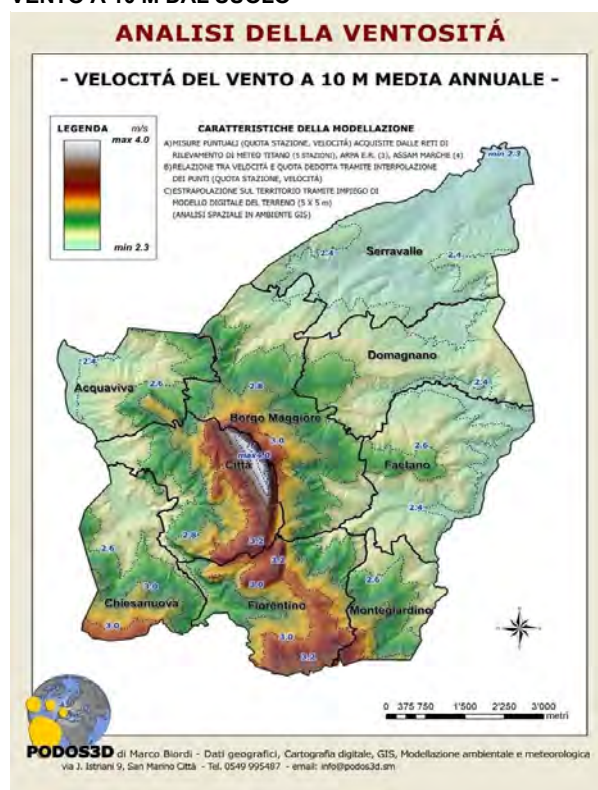 VENTO A 10 M DAL SUOLO
ANALISI DELLA VENTOSITÁ
- VELOCITÁ DEL VENTO A 10 M MEDIA ANNUALE -
LEGENDA m/s
max 4.0
min 2.3
CARATTERISTICHE DELLA MODELLAZIONE
A)MISURE PUNTUALI (QUOTA STAZIONE, VELOCITÁ) ACQUISITE DALLE RETI DI
RILEVAMENTO DI METEO TITANO (5 STAZIONI), ARPA E.R. (3), ASSAM MARCHE (4)
B)RELAZIONE TRA VELOCITÁ E QUOTA DEDOTTA TRAMITE INTERPOLAZIONE
DEI PUNTI (QUOTA STAZIONE, VELOCITÁ)
C)ESTRAPOLAZIONE SUL TERRITORIO TRAMITE IMPIEGO DI
MODELLO DIGITALE DEL TERRENO (5 X 5 m)
(ANALISI SPAZIALE IN AMBIENTE GIS)
min 2.3
Serravalle
2.4
2.4
Domagnano
2.4
2.4
Acquaviva
2.6
2.8
Borgo Maggiore
3.0
Città
max 4.0
2.6
Faetano
2.4
2.8
3.2
2.6
3.2
3.0
3.0
2.6
Chiesanuova
Fiorentino
Montegiardino
3.0
3.0
3.2
0 375 750 1'500 2'250 3'000
metri
PODOS3D di Marco Biordi - Dati geografici, Cartografia digitale, GIS, Modellazione ambientale e meteorologica
via J. Istriani 9, San Marino Città - Tel. 0549 995487 - email: info@podos3d.sm